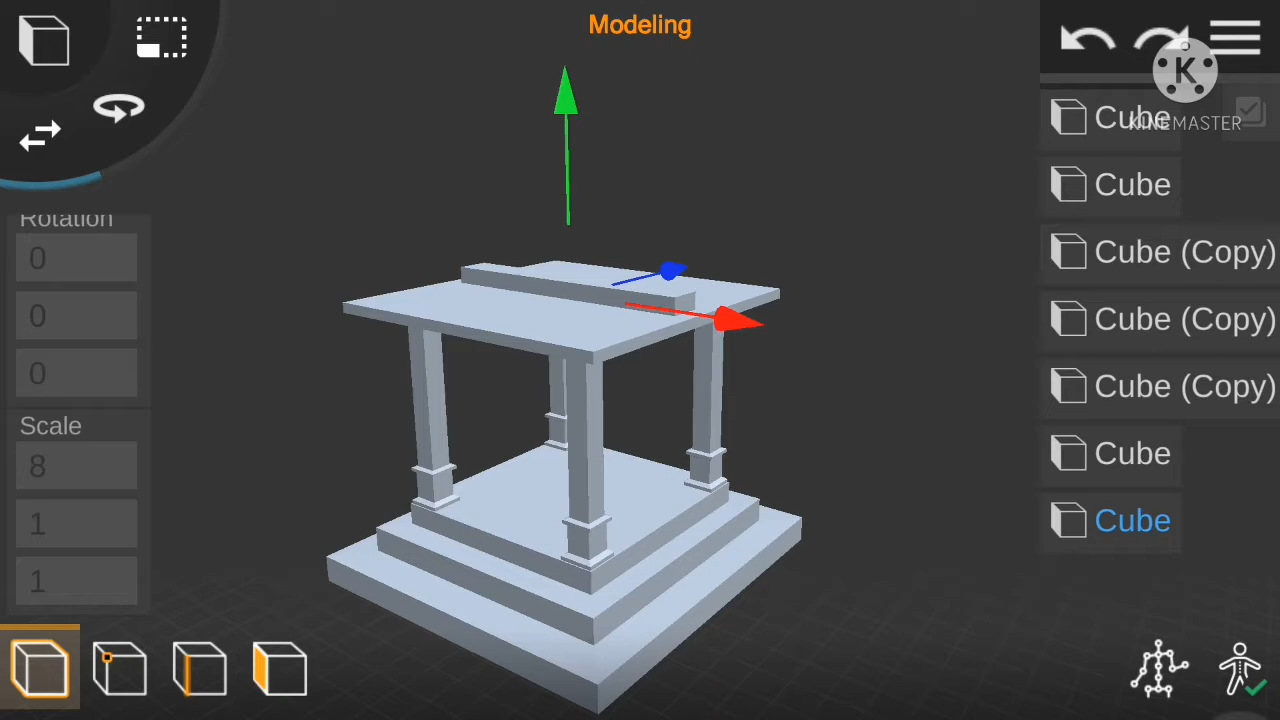 Modeling
K
KINEMASTER
Cube
Cube
Cube (Copy)
Cube (Copy)
Cube (Copy)
Cube
Cube
Rotation
0
0
0
Scale
8
1
1